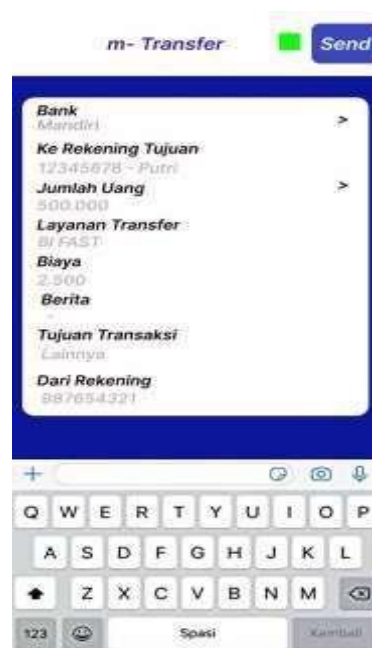 m- Transfer
Send
Bank
Mandiri
>
Ke Rekening Tujuan
12345678 - Putri
Jumlah Uang
>
500.000
Layanan Transfer
BI FAST
Biaya
2.500
Berita
-
Tujuan Transaksi
Lainnya
Dari Rekening
987654321
+
Q W E R T Y U I O P
A S D F G H J K L
Z X C V B N M
123 Spasi Kembali